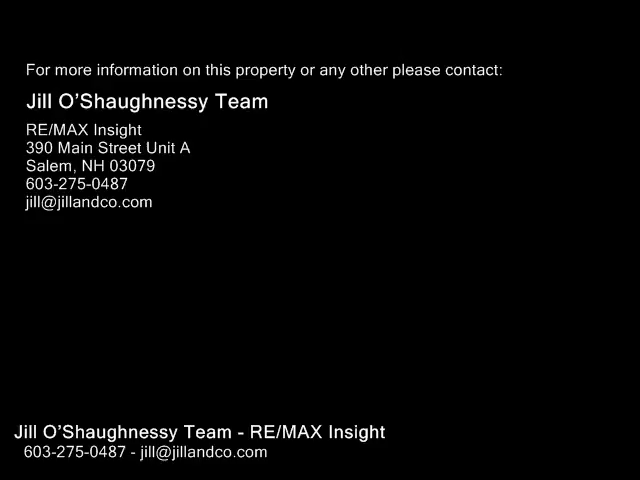 For more information on this property or any other please contact:
Jill O'Shaughnessy Team
RE/MAX Insight
390 Main Street Unit A
Salem, NH 03079
603-275-0487
jill@jillandco.com
Jill O'Shaughnessy Team - RE/MAX Insight
603-275-0487 - jill@jillandco.com